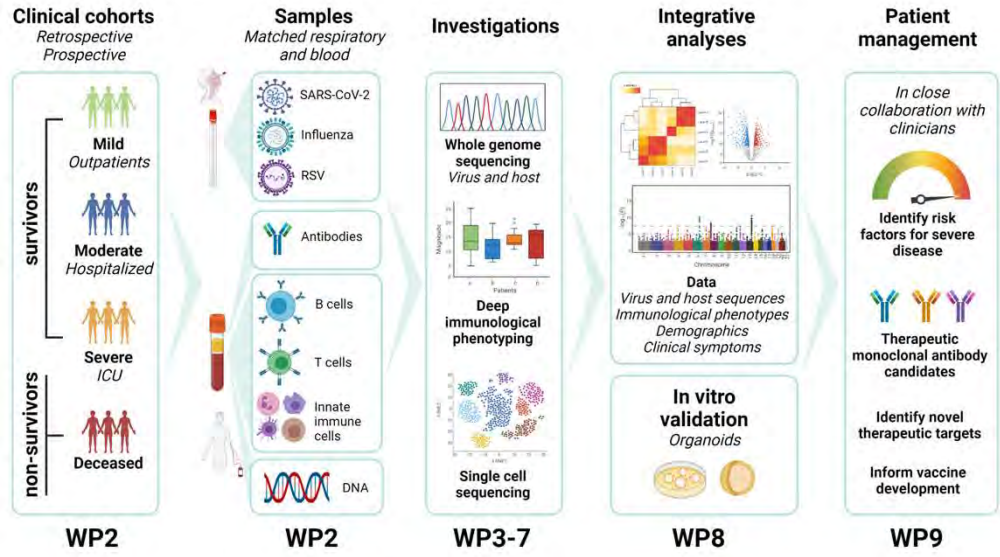 Clinical cohorts
Retrospective
Prospective
survivors
Mild
Outpatients
Moderate
Hospitalized
Severe
ICU
non-survivors
Deceased
WP2
Samples
Matched respiratory
and blood
SARS-CoV-2
Influenza
RSV
Antibodies
B cells
T cells
Innate
immune
cells
DNA
WP2
Investigations
Whole genome
sequencing
Virus and host
Magnitude
Patients
Deep
immunological
phenotyping
Single cell
sequencing
WP3-7
Integrative
analyses
Chromosome
Data
Virus and host sequences
Immunological phenotypes
Demographics
Clinical symptoms
In vitro
validation
Organoids
WP8
Patient
management
In close
collaboration with
clinicians
Identify risk
factors for severe
disease
Therapeutic
monoclonal antibody
candidates
Identify novel
therapeutic targets
Inform vaccine
development
WP9